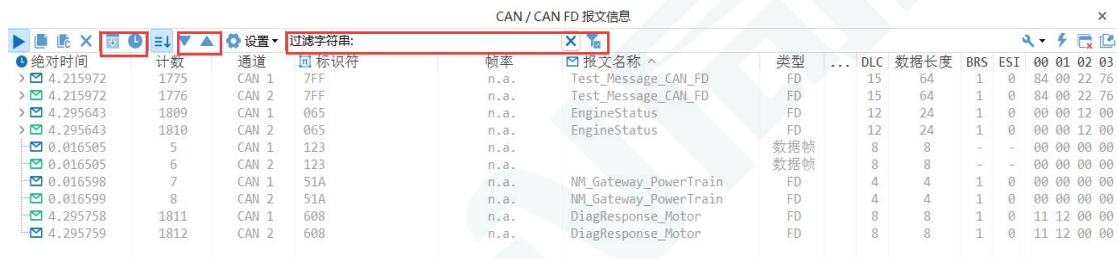 CAN / CAN FD 报文信息
设置 过滤字符串:
绝对时间 计数 通道 标识符 帧率 报文名称 类型 ... DLC 数据长度 BRS ESI 00 01 02 03
4.215972 1775 CAN 1 7FF n.a. Test_Message_CAN_FD FD 15 64 1 0 84 00 22 76
4.215972 1776 CAN 2 7FF n.a. Test_Message_CAN_FD FD 15 64 1 0 84 00 22 76
4.295643 1809 CAN 1 065 n.a. EngineStatus FD 12 24 1 0 00 00 12 00
4.295643 1810 CAN 2 065 n.a. EngineStatus FD 12 24 1 0 00 00 12 00
0.016505 5 CAN 1 123 n.a. 数据帧 8 8 - - 00 00 00 00
0.016505 6 CAN 2 123 n.a. 数据帧 8 8 - - 00 00 00 00
0.016598 7 CAN 1 51A n.a. NM_Gateway_PowerTrain FD 4 4 1 0 00 00 00 00
0.016599 8 CAN 2 51A n.a. NM_Gateway_PowerTrain FD 4 4 1 0 00 00 00 00
4.295758 1811 CAN 1 608 n.a. DiagResponse_Motor FD 8 8 1 0 11 12 00 00
4.295759 1812 CAN 2 608 n.a. DiagResponse_Motor FD 8 8 1 0 11 12 00 00